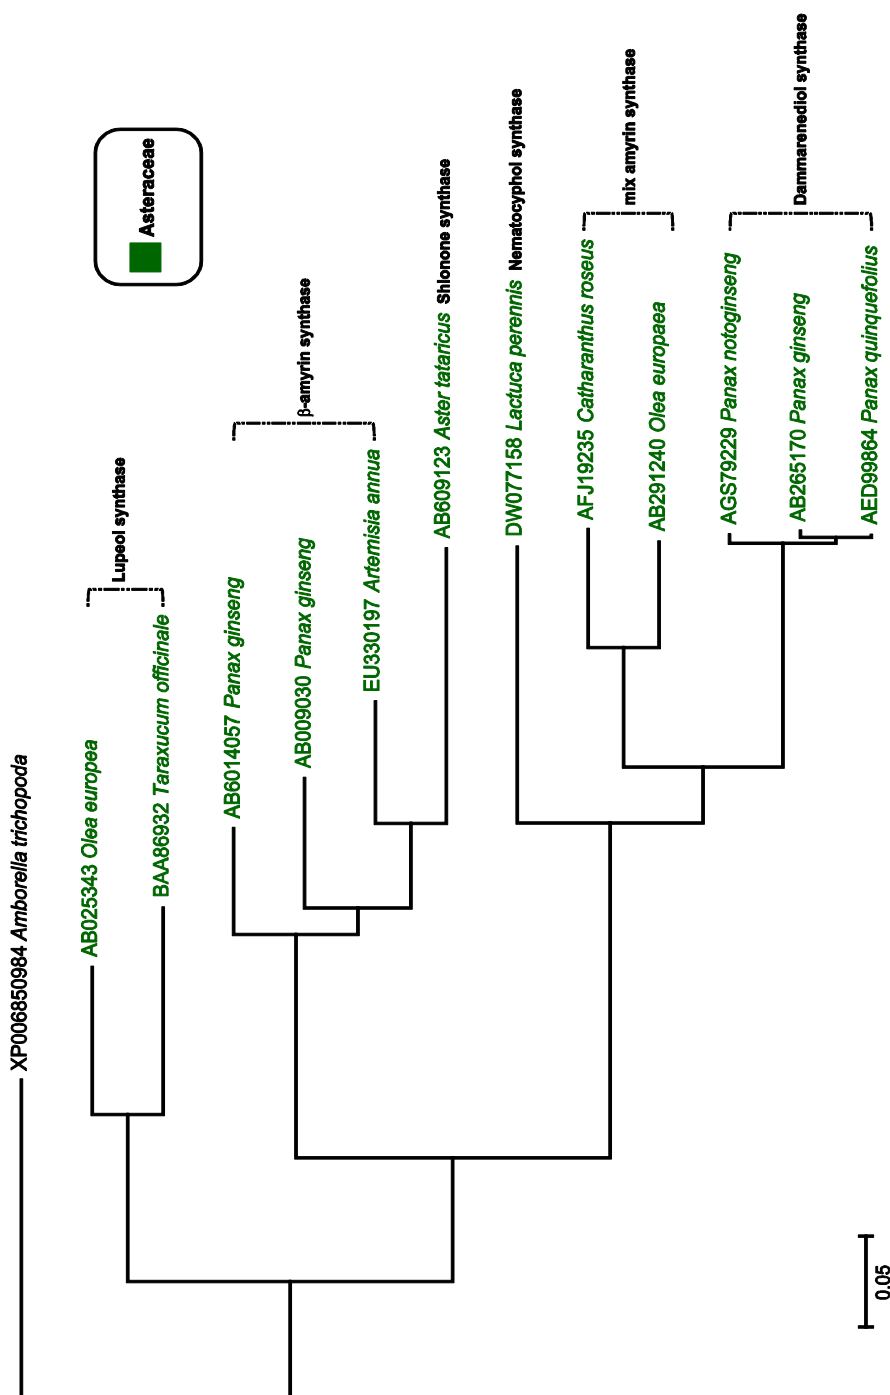 XP006850984 Amborella trichopoda
AB025343 Olea europea
BAA86932 Taraxucum officinale
Lupeol synthase
Asteraceae
AB6014057 Panax ginseng
AB009030 Panax ginseng
EU330197 Artemisia annua
β-amyrin synthase
AB609123 Aster tataricus Shionone synthase
DW077158 Lactuca perennis Nematocyphol synthase
AFJ19235 Catharanthus roseus
AB291240 Olea europaea
mix amyrin synthase
AGS79229 Panax notoginseng
AB265170 Panax ginseng
AED99864 Panax quinquefolius
Dammarenediol synthase
0.05